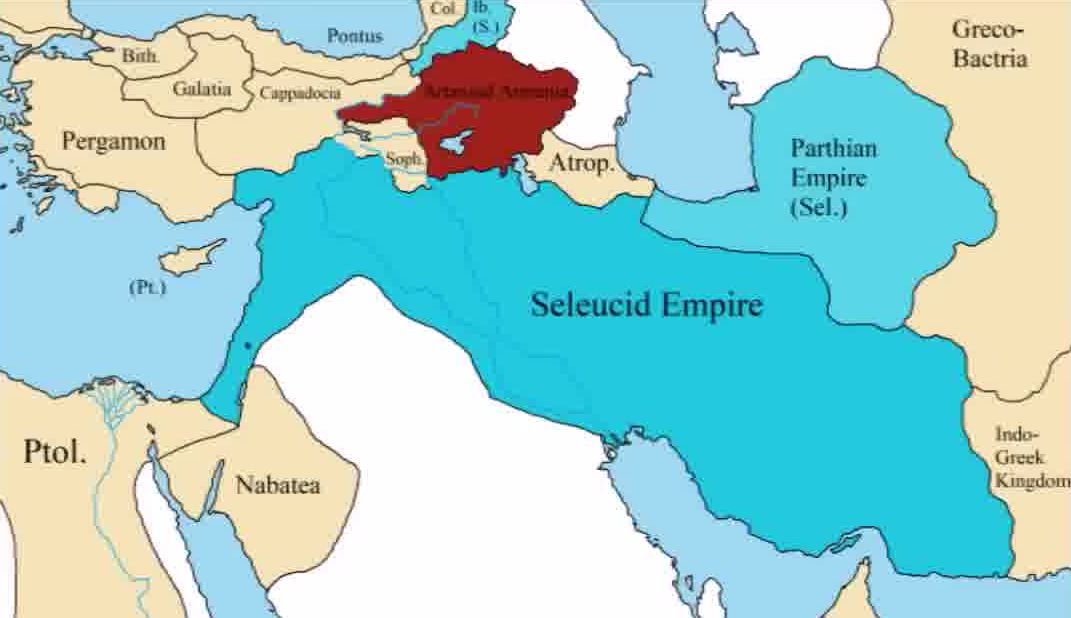 Col.
Ib.
(S.)
Pontus
Bith.
Galatia
Cappadocia
Artaxiad Armenia
Greco-
Bactria
Pergamon
Soph.
Atrop.
Parthian
Empire
(Sel.)
(Pt.)
Seleucid Empire
Ptol.
Nabatea
Indo-
Greek
Kingdom